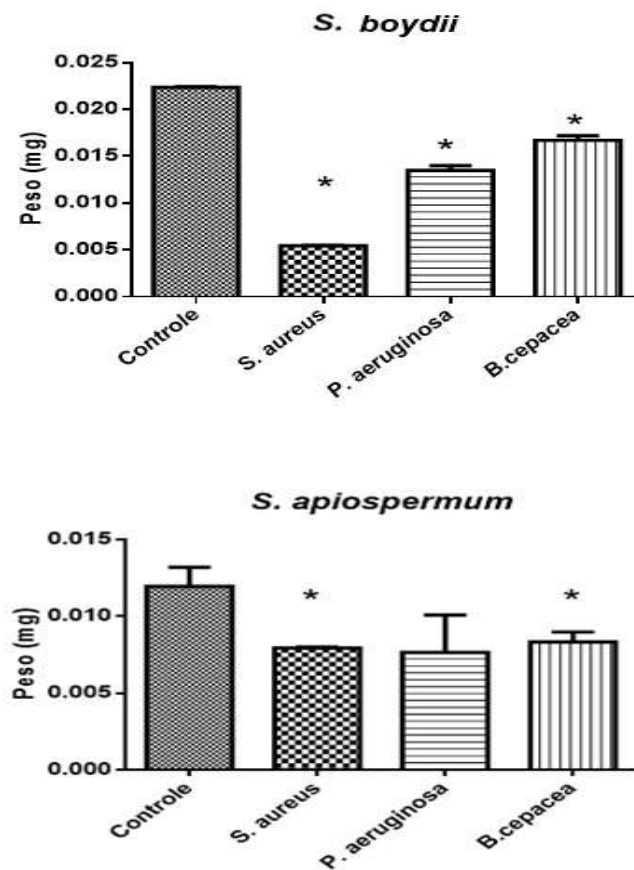 S. boydii
Peso (mg)
0.025
0.020
0.015
0.010
0.005
0.000
*
*
*
Controle
S. aureus
P. aeruginosa
B.cepacea
S. apiospermum
Peso (mg)
0.015
0.010
0.005
0.000
*
*
Controle
S. aureus
P. aeruginosa
B.cepacea